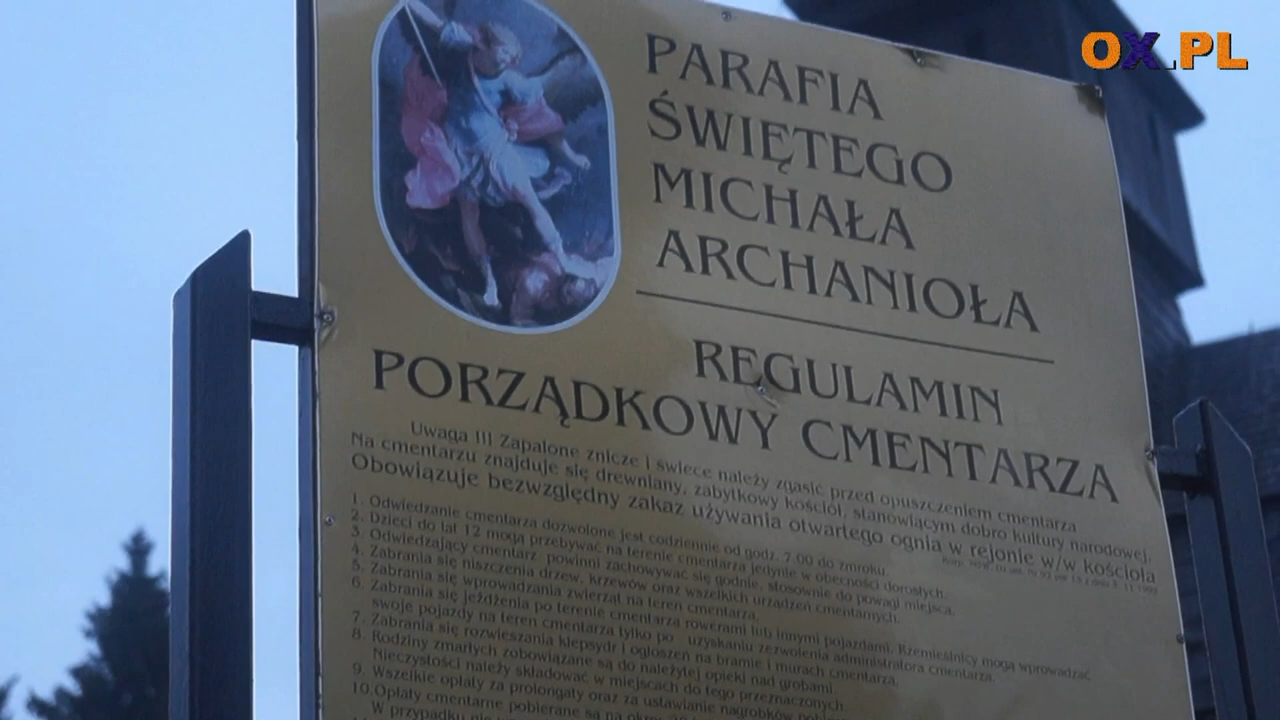 OX.PL
PARAFIA
ŚWIĘTEGO
MICHAŁA
ARCHANIOŁA
REGULAMIN
PORZĄDKOWY CMENTARZA
Uwaga !!! Zapalone znicze i świece należy zgasić przed opuszczeniem cmentarza
Na cmentarzu znajduje się drewniany, zabytkowy kościół, stanowiącym dobro kultury narodowej.
Obowiązuje bezwzględny zakaz używania otwartego ognia w rejonie w/w kościoła
1. Odwiedzanie cmentarza dozwolone jest codziennie od godz. 7.00 do zmroku.
2. Dzieci do lat 12 mogą przebywać na terenie cmentarza jedynie w obecności dorosłych.
3. Odwiedzający cmentarz powinni zachowywać się godnie, stosownie do powagi miejsca.
4. Zabrania się niszczenia drzew, krzewów oraz wszelkich urządzeń cmentarnych.
5. Zabrania się wprowadzania zwierząt na teren cmentarza.
6. Zabrania się jeżdżenia po terenie cmentarza rowerami lub innymi pojazdami. Rzemieślnicy mogą wprowadzać
swoje pojazdy na teren cmentarza tylko po uzyskaniu zezwolenia administratora cmentarza.
7. Zabrania się rozwieszania klepsydr i ogłoszeń na bramie i murach cmentarza.
8. Rodziny zmarłych zobowiązane są do należytej opieki nad grobami.
Nieczystości należy składować w miejscach do tego przeznaczonych.
9. Wszelkie opłaty za prolongaty oraz za ustawianie nagrobków
10. Opłaty cmentarne pobierane są na okres
W przypadku